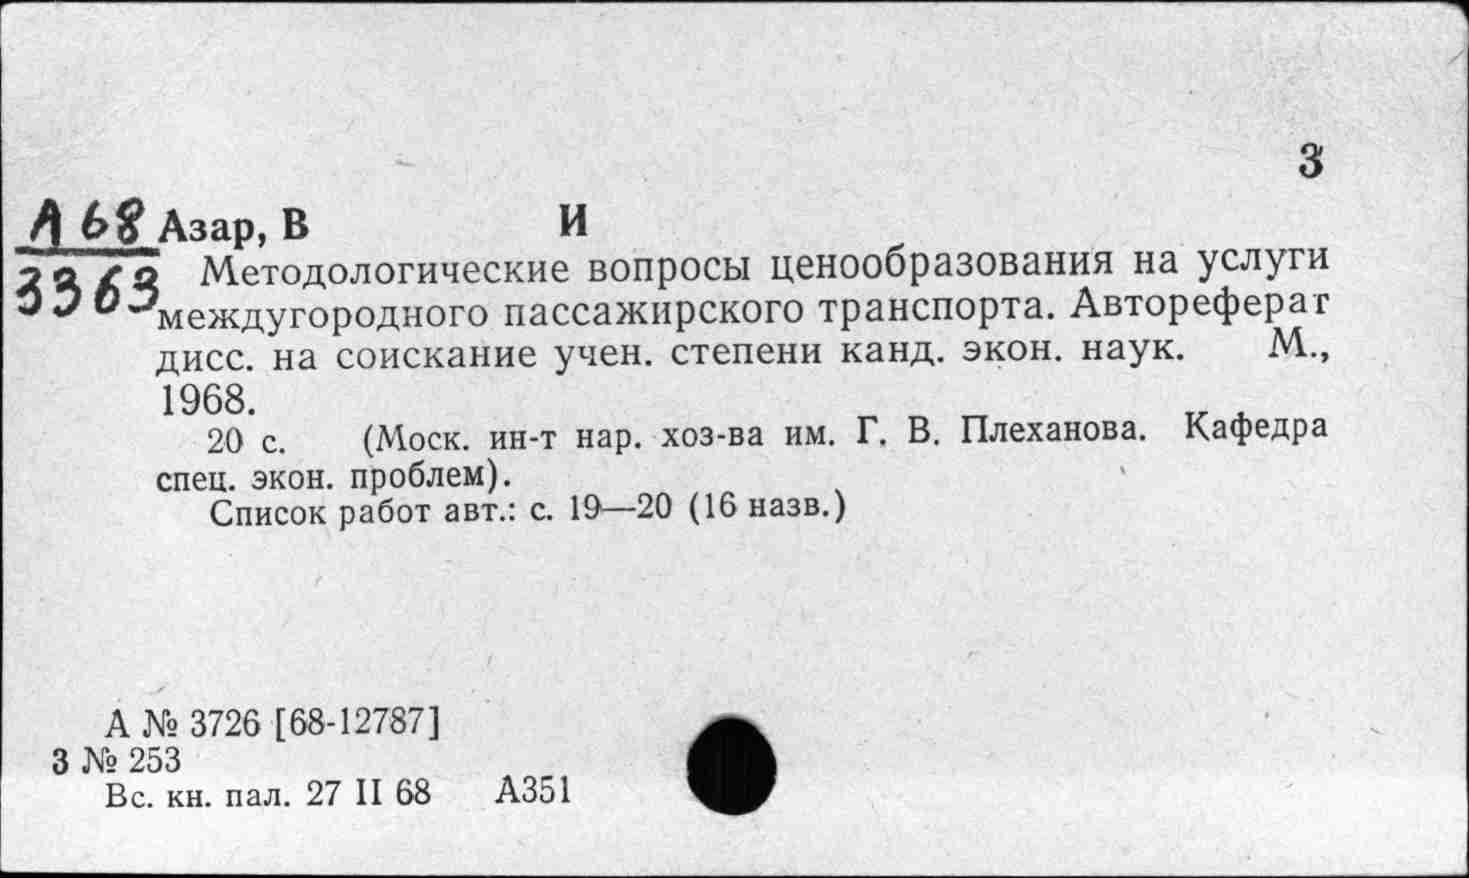 З
А 68 Азар, В И
3363 Методологические вопросы ценообразования на услуги
междугородного пассажирского транспорта. Автореферат
дисс. на соискание учен. степени канд. экон. наук. М.,
1968.
20 с. (Моск. ин-т нар. хоз-ва им. Г. В. Плеханова. Кафедра
спец. экон. проблем).
Список работ авт.: с. 19—20 (16 назв.)
А № 3726 [68-12787]
З № 253
Вс. кн. пал. 27 II 68 А351